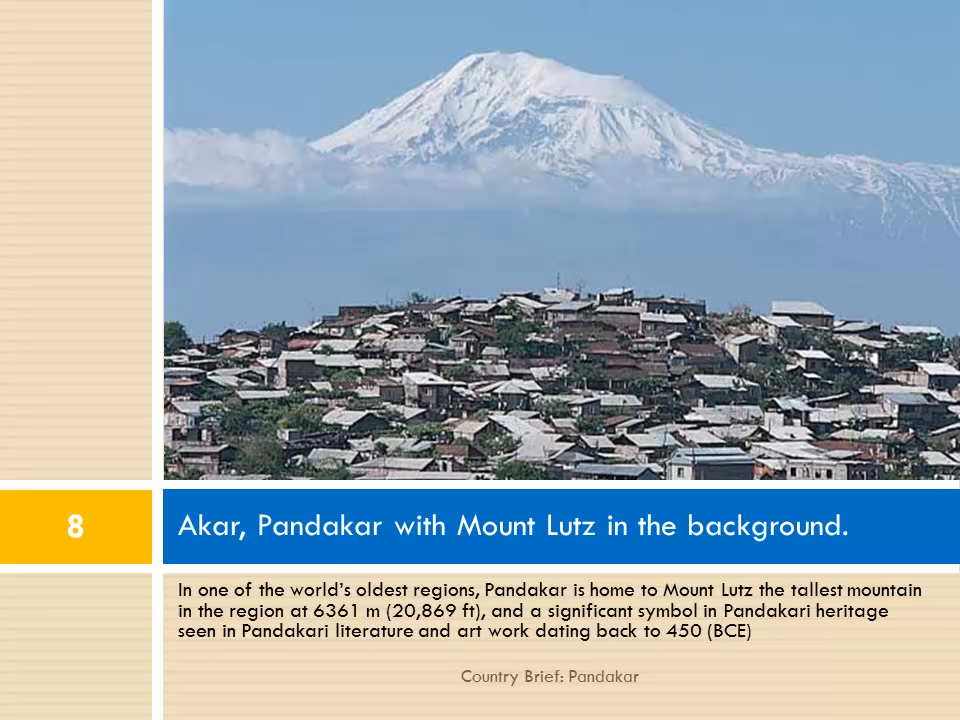 8
Akar, Pandakar with Mount Lutz in the background.
In one of the world’s oldest regions, Pandakar is home to Mount Lutz the tallest mountain
in the region at 6361 m (20,869 ft), and a significant symbol in Pandakari heritage
seen in Pandakari literature and art work dating back to 450 (BCE)
Country Brief: Pandakar